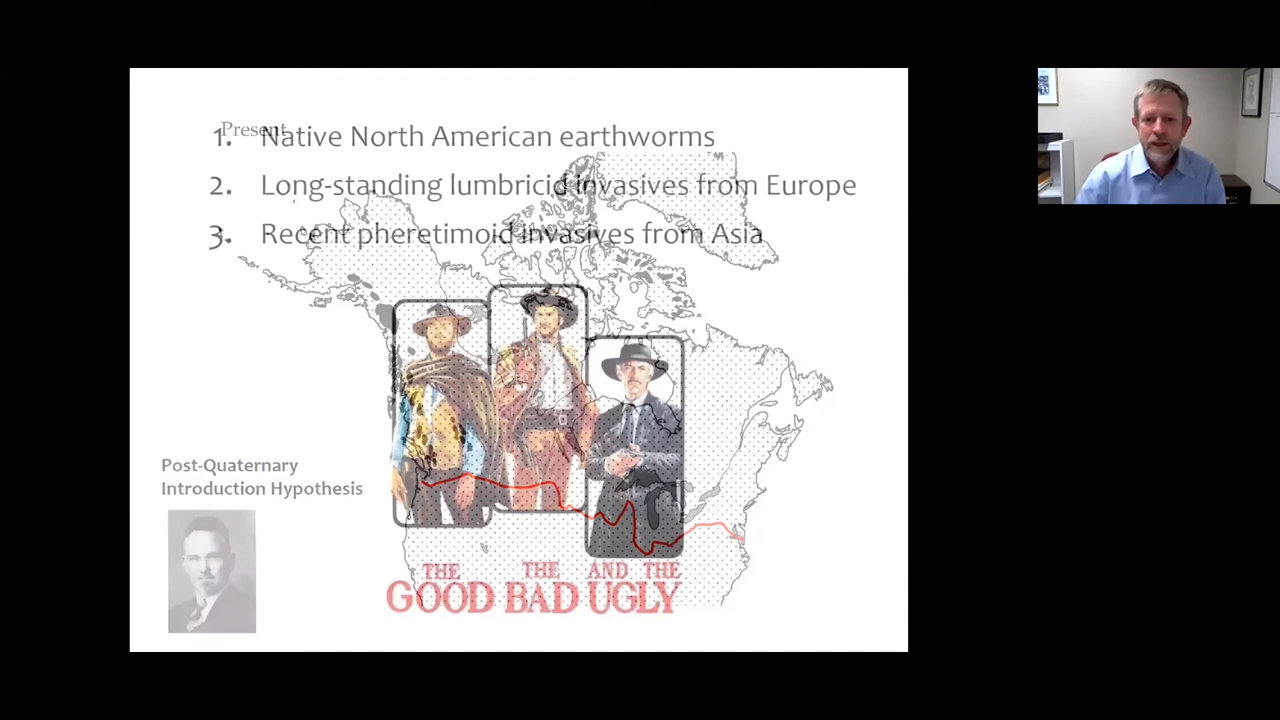 Present
1. Native North American earthworms
2. Long-standing lumbricid invasives from Europe
3. Recent pheretimoid invasives from Asia
Post-Quaternary
Introduction Hypothesis
THE THE AND THE
GOOD BAD UGLY